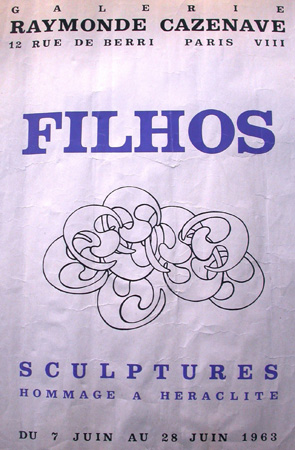 GALERIE
RAYMONDE CAZENAVE
12 RUE DE BERRI PARIS VIII
FILHOS
SCULPTURES
HOMMAGE A HERACLITE
DU 7 JUIN AU 28 JUIN 1963